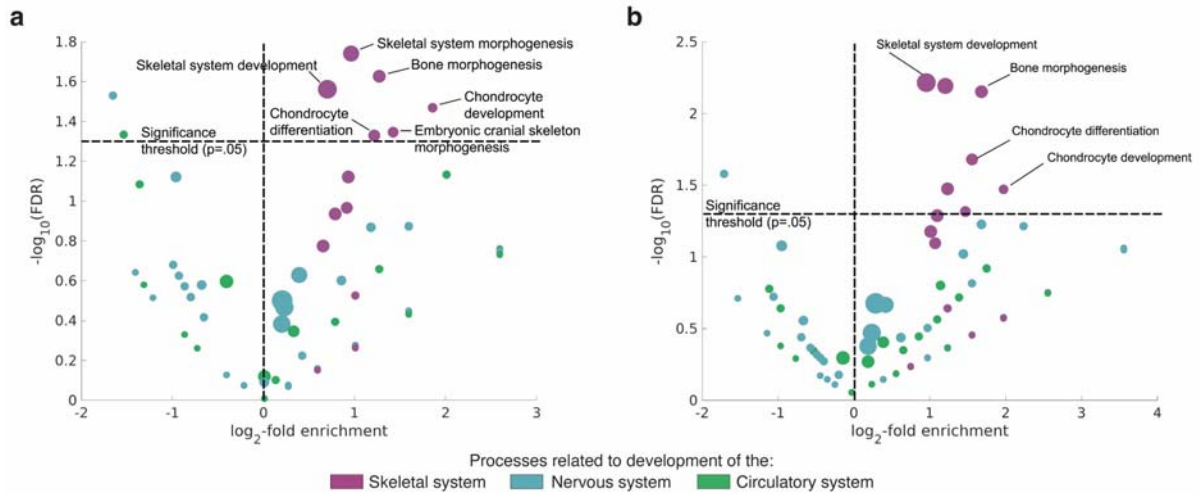 a
b
1.8
1.6
1.4
1.2
1
0.8
0.6
0.4
0.2
0
-log10(FDR)
Skeletal system morphogenesis
Skeletal system development
Bone morphogenesis
Chondrocyte
development
Chondrocyte
differentiation
Embryonic cranial skeleton
morphogenesis
Significance
threshold (p=.05)
-2
-1
0
1
2
3
log2-fold enrichment
2.5
2
1.5
1
0.5
0
-log10(FDR)
Skeletal system development
Bone morphogenesis
Chondrocyte differentiation
Chondrocyte development
Significance
threshold (p=.05)
-2
-1
0
1
2
3
4
log2-fold enrichment
Processes related to development of the:
Skeletal system
Nervous system
Circulatory system